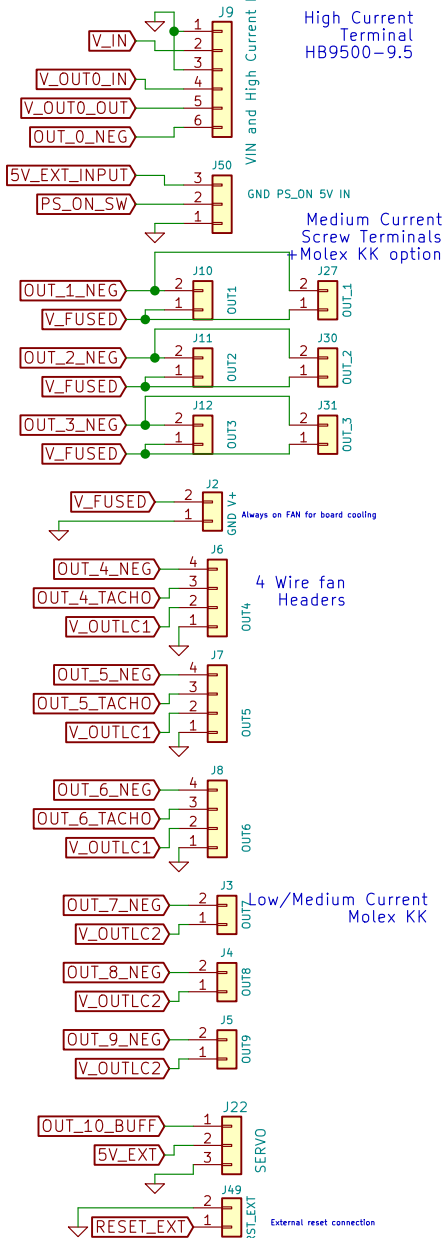 J9
High Current
Terminal
HB9500-9.5
1
V_IN
2
3
V_OUT0_IN
4
V_OUT0_OUT
5
OUT_0_NEG
6
VIN and High Current
J50
5V_EXT_INPUT
3
GND PS_ON 5V IN
PS_ON_SW
2
1
Medium Current
Screw Terminals
+Molex KK option
J10
J27
OUT_1_NEG
2
2
V_FUSED
1
1
OUT1
OUT_1
J11
J30
OUT_2_NEG
2
2
V_FUSED
1
1
OUT2
OUT_2
J12
J31
OUT_3_NEG
2
2
V_FUSED
1
1
OUT3
OUT_3
J2
V_FUSED
2
1
GND V+
Always on FAN for board cooling
J6
OUT_4_NEG
4
4 Wire fan
Headers
OUT_4_TACHO
3
2
V_OUTLC1
1
OUT4
J7
OUT_5_NEG
4
OUT_5_TACHO
3
2
V_OUTLC1
1
OUT5
J8
OUT_6_NEG
4
OUT_6_TACHO
3
2
V_OUTLC1
1
OUT6
J3
OUT_7_NEG
2
Low/Medium Current
Molex KK
V_OUTLC2
1
OUT7
J4
OUT_8_NEG
2
V_OUTLC2
1
OUT8
J5
OUT_9_NEG
2
V_OUTLC2
1
OUT9
J22
OUT_10_BUFF
1
5V_EXT
2
3
SERVO
J49
2
RESET_EXT
1
RST_EXT
External reset connection